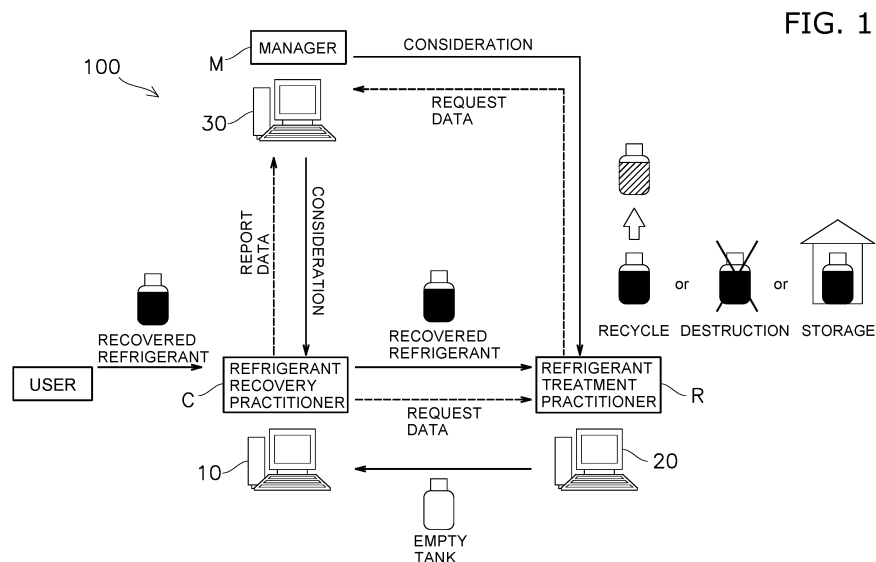 FIG. 1
MANAGER
M
CONSIDERATION
100
30
REQUEST
DATA
REPORT
DATA
CONSIDERATION
RECOVERED
REFRIGERANT
RECOVERED
REFRIGERANT
or
or
RECYCLE
DESTRUCTION
STORAGE
USER
C
REFRIGERANT
RECOVERY
PRACTITIONER
REFRIGERANT
TREATMENT
PRACTITIONER
R
REQUEST
DATA
10
20
EMPTY
TANK